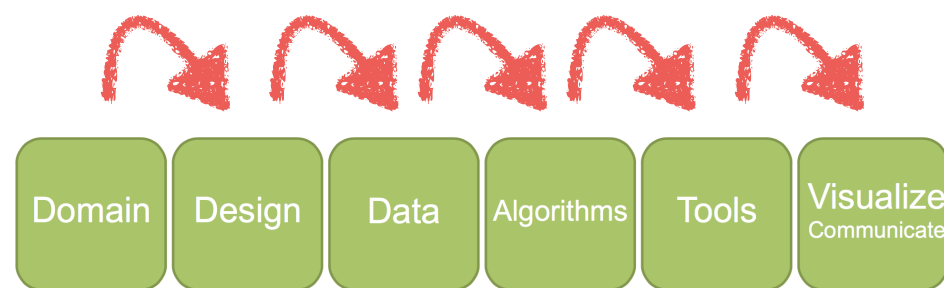 Domain
Design
Data
Algorithms
Tools
Visualize
Communicate